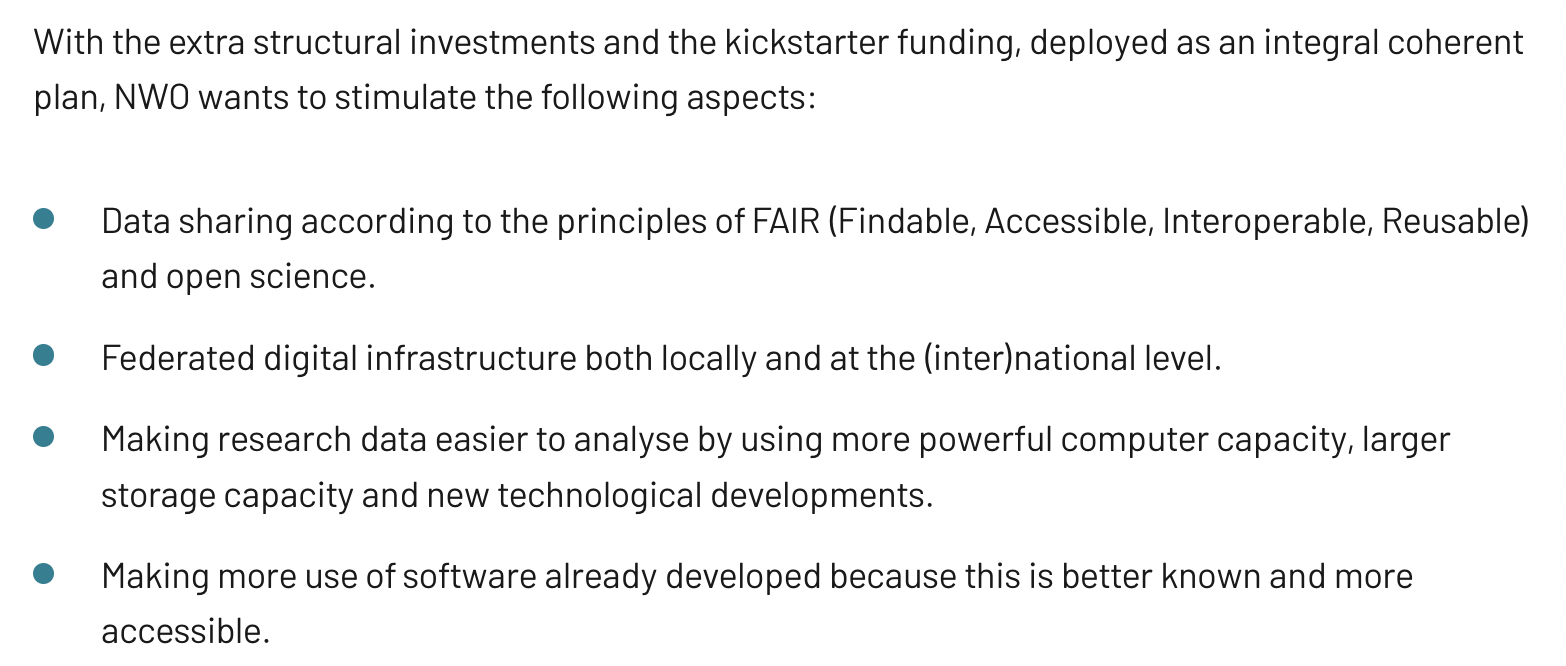 With the extra structural investments and the kickstarter funding, deployed as an integral coherent
plan, NWO wants to stimulate the following aspects:
Data sharing according to the principles of FAIR (Findable, Accessible, Interoperable, Reusable)
and open science.
Federated digital infrastructure both locally and at the (inter)national level.
Making research data easier to analyse by using more powerful computer capacity, larger
storage capacity and new technological developments.
Making more use of software already developed because this is better known and more
accessible.